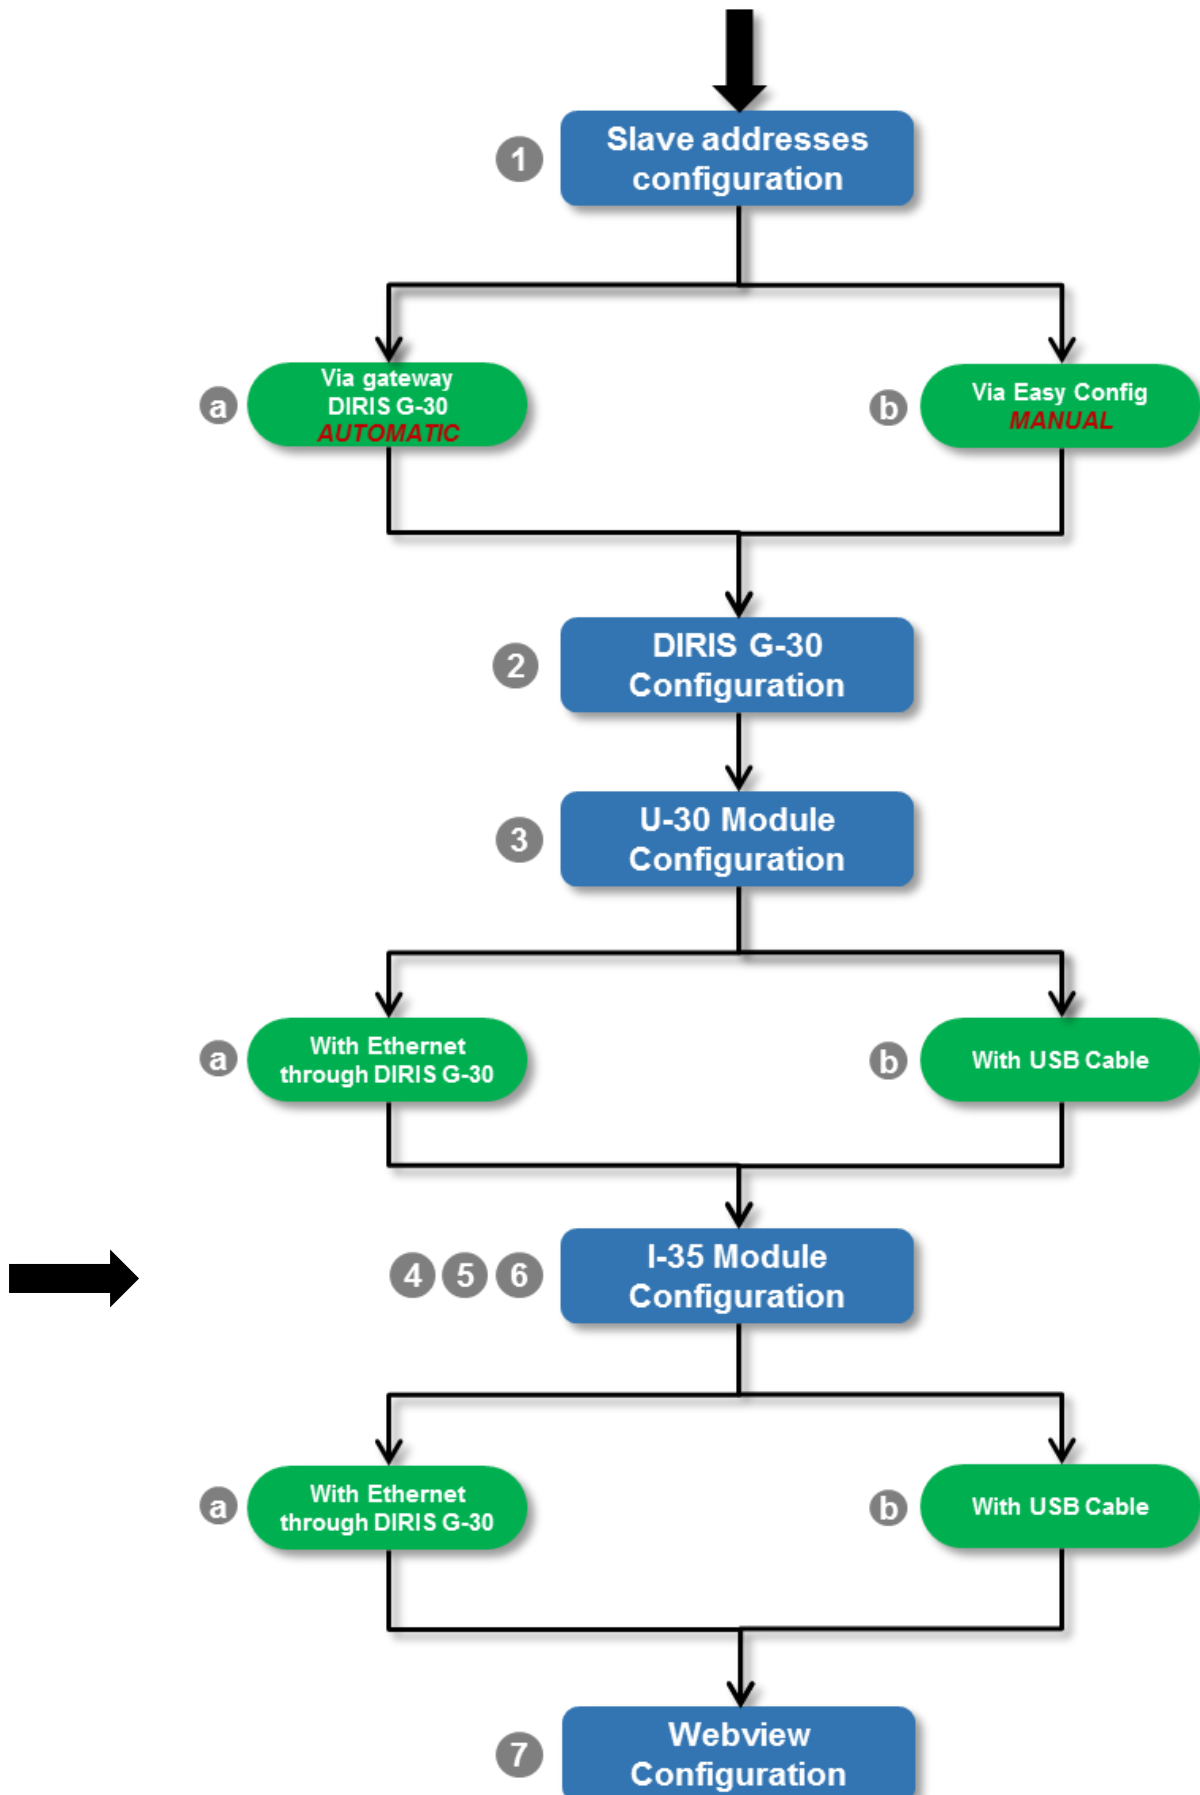 1
Slave addresses
configuration
a
Via gateway
DIRIS G-30
AUTOMATIC
b
Via Easy Config
MANUAL
2
DIRIS G-30
Configuration
3
U-30 Module
Configuration
a
With Ethernet
through DIRIS G-30
b
With USB Cable
4 5 6
I-35 Module
Configuration
a
With Ethernet
through DIRIS G-30
b
With USB Cable
7
Webview
Configuration